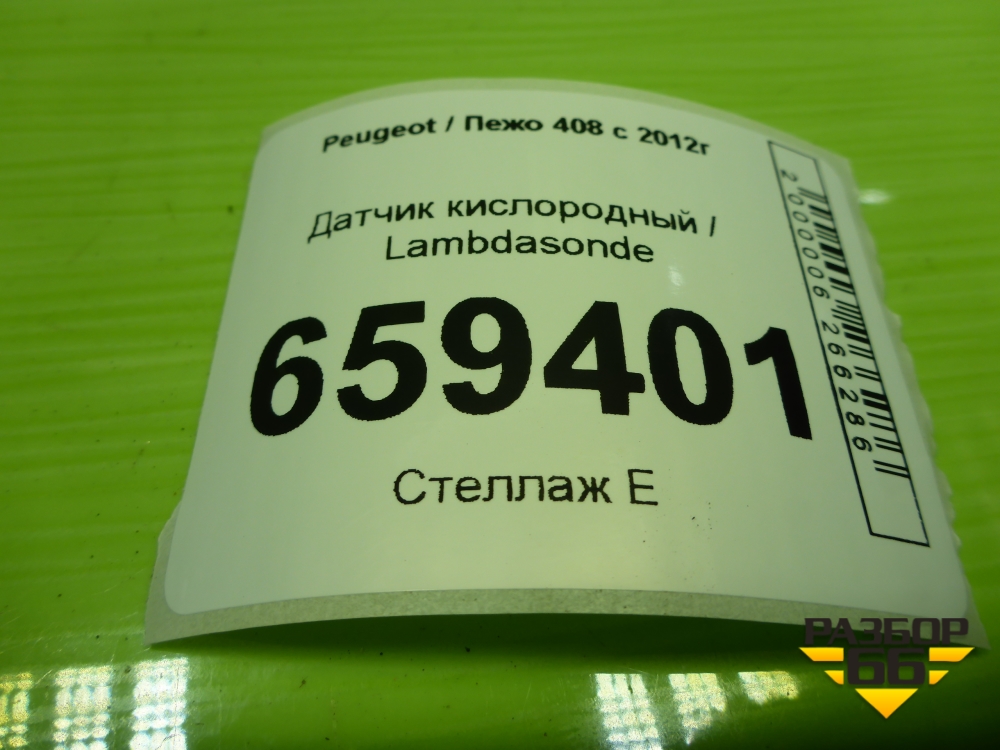 Peugeot / Пежо 408 с 2012г
Датчик кислородный /
Lambdasonde
659401
Стеллаж Е
2000006266286
РАЗБОР
66